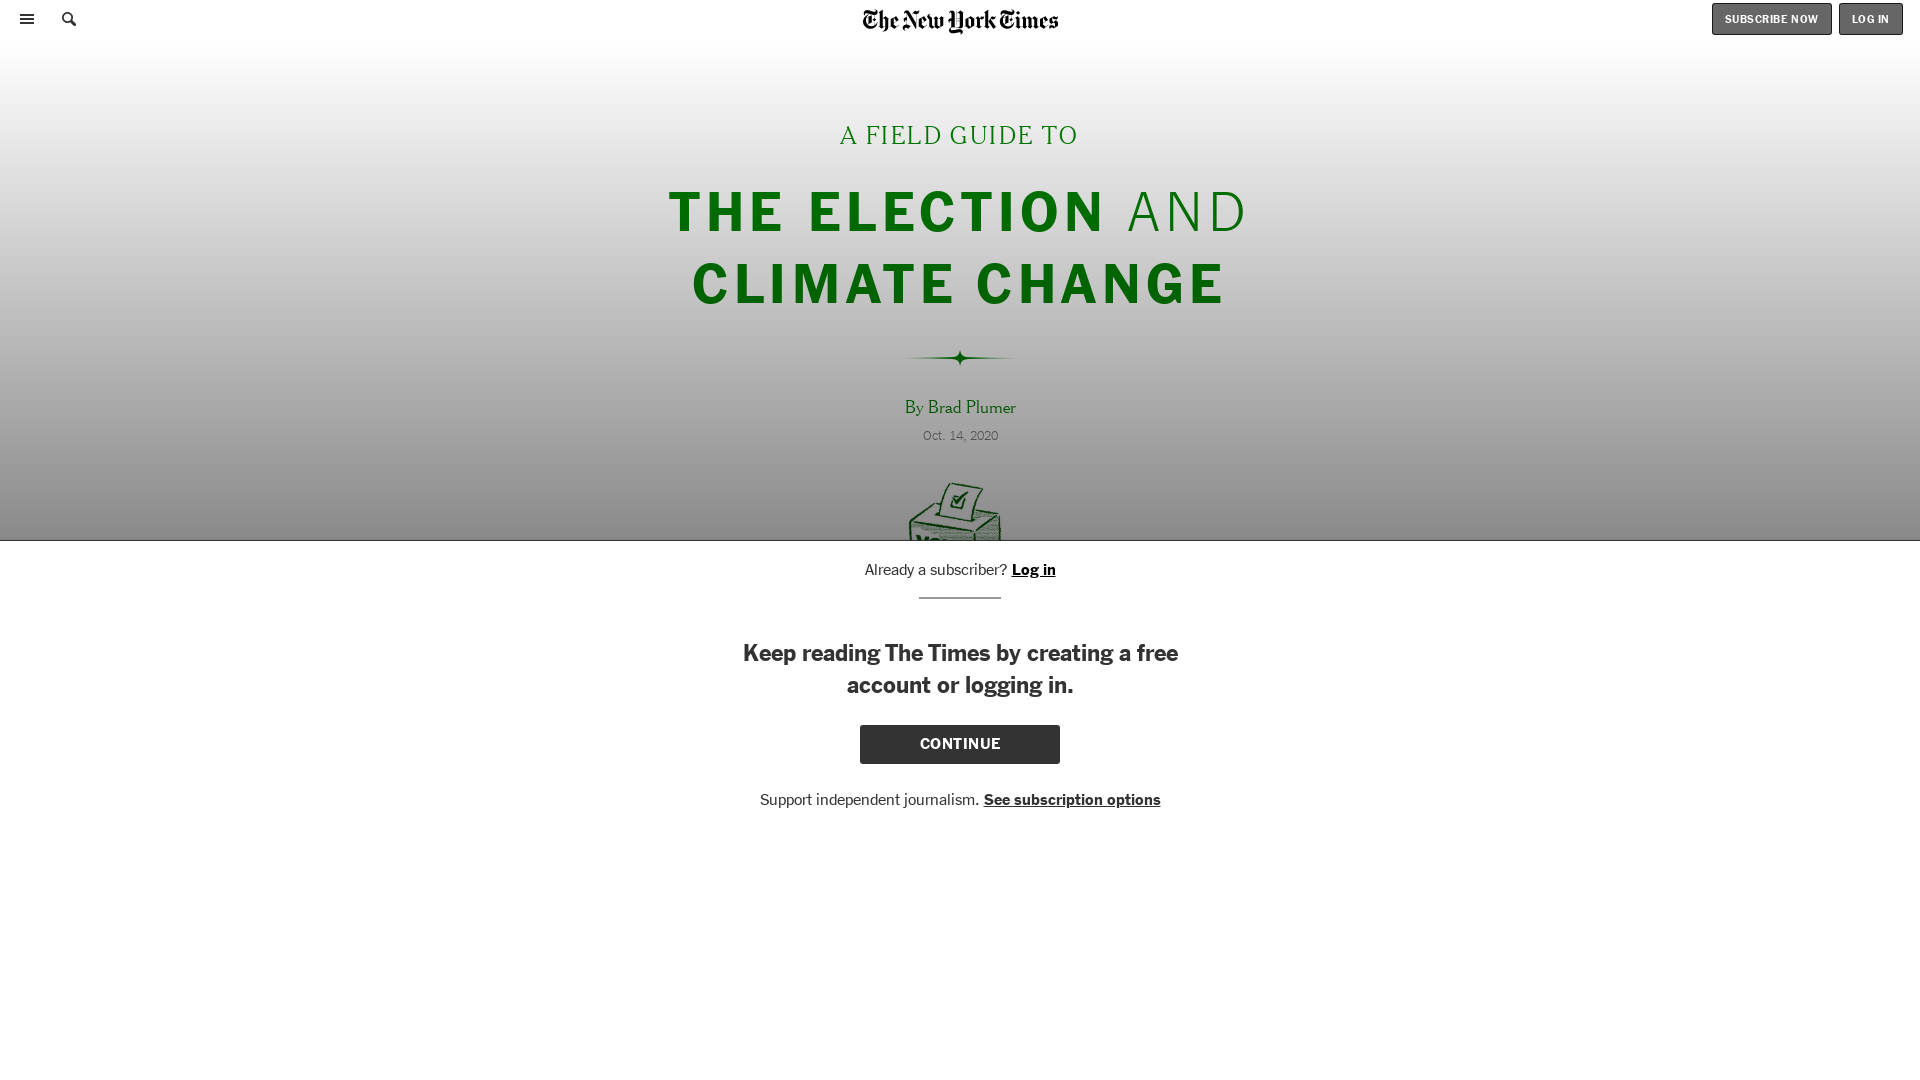 The New York Times
SUBSCRIBE NOW
LOG IN
A FIELD GUIDE TO
THE ELECTION AND
CLIMATE CHANGE
By Brad Plumer
Oct. 14, 2020
Already a subscriber? Log in
Keep reading The Times by creating a free
account or logging in.
CONTINUE
Support independent journalism. See subscription options